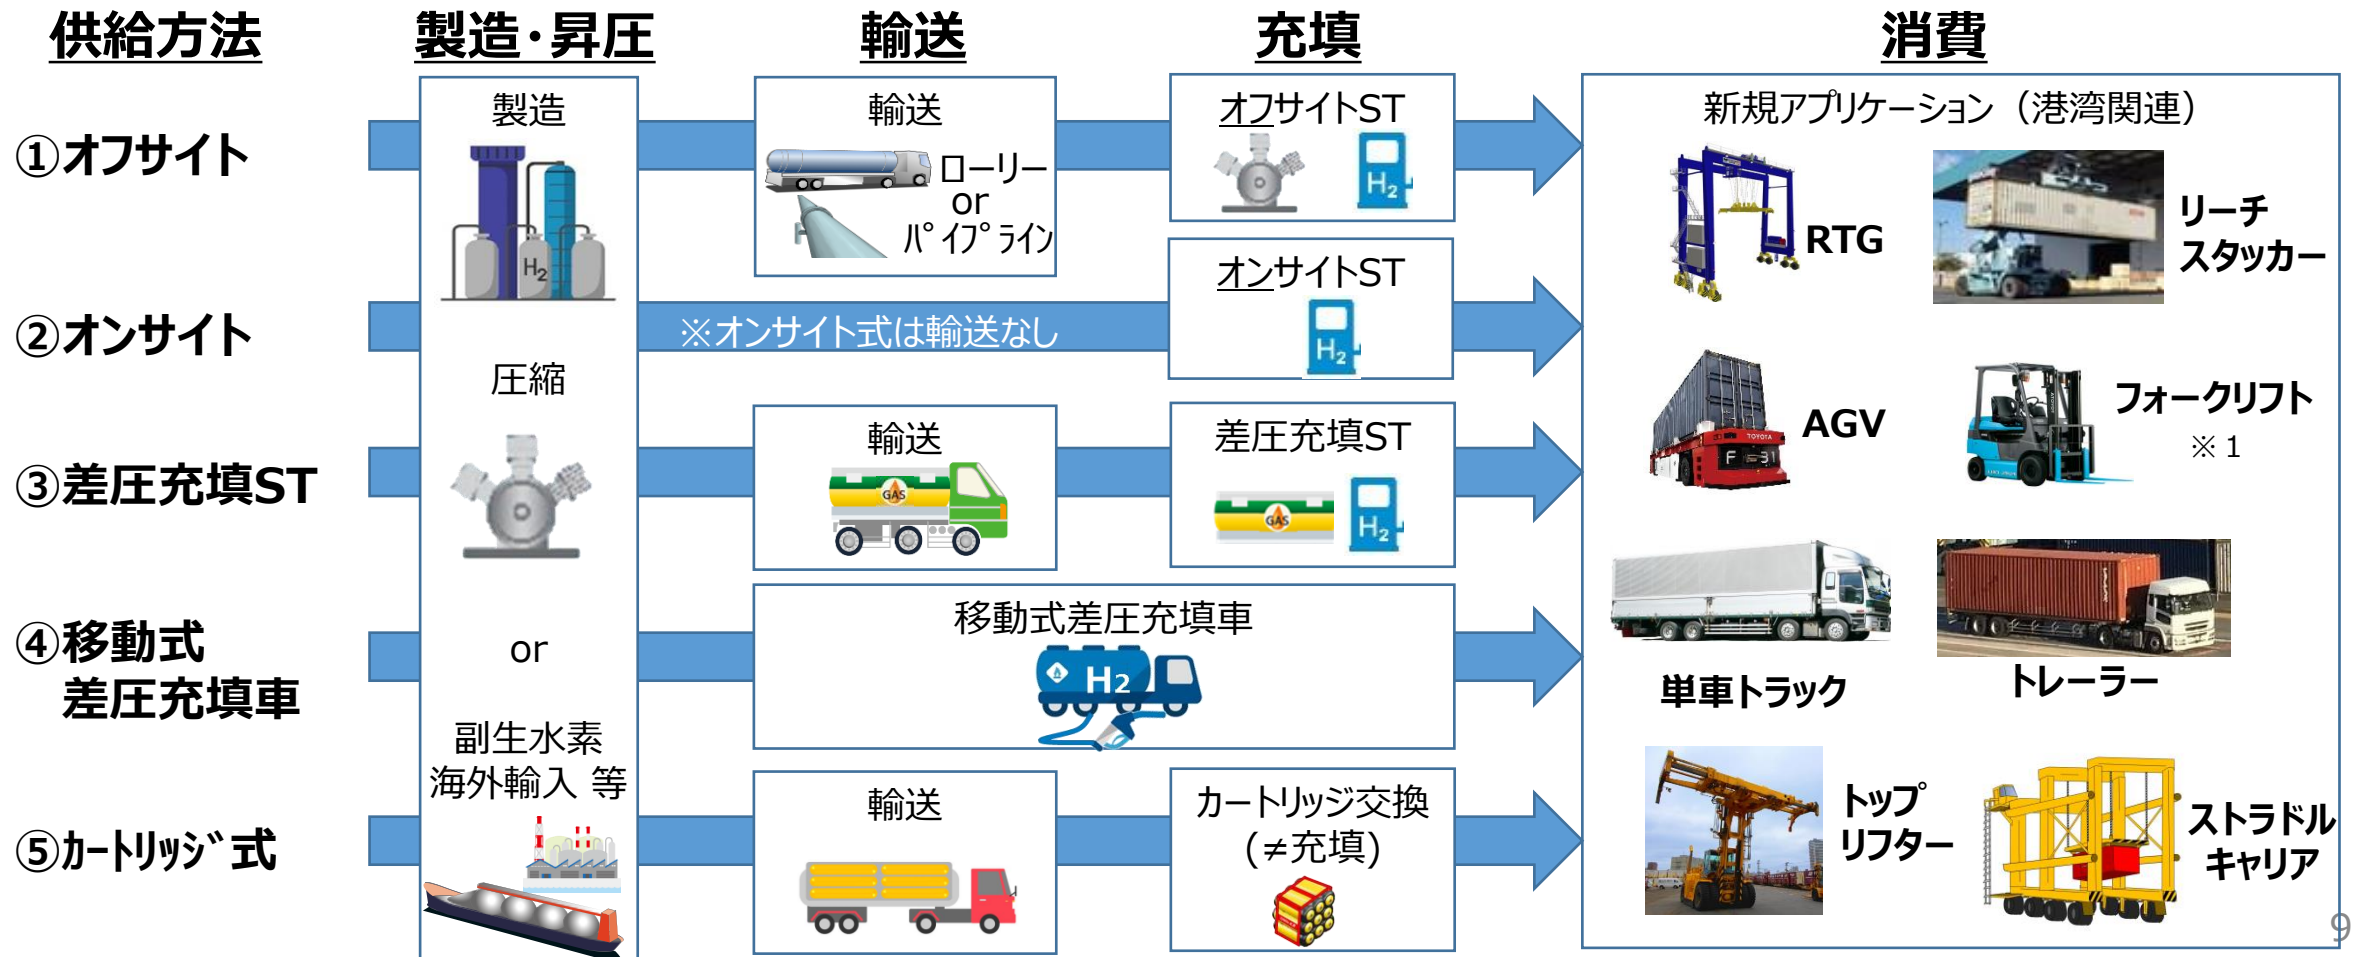 供給方法
製造・昇圧
輸送
充填
消費
①オフサイト
②オンサイト
③差圧充填ST
④移動式
差圧充填車
⑤カートリッジ式
製造
H₂
圧縮
or
副生水素
海外輸入 等
輸送
ローリー
or
パイプライン
※オンサイト式は輸送なし
輸送
GAS
移動式差圧充填車
H2
輸送
オフサイトST
H₂
オンサイトST
H₂
差圧充填ST
GAS
H₂
カートリッジ交換
(≠充填)
新規アプリケーション（港湾関連）
RTG
リーチ
スタッカー
AGV
TOYOTA
F 31
フォークリフト
※１
単車トラック
トレーラー
トップ
リフター
ストラドル
キャリア
9